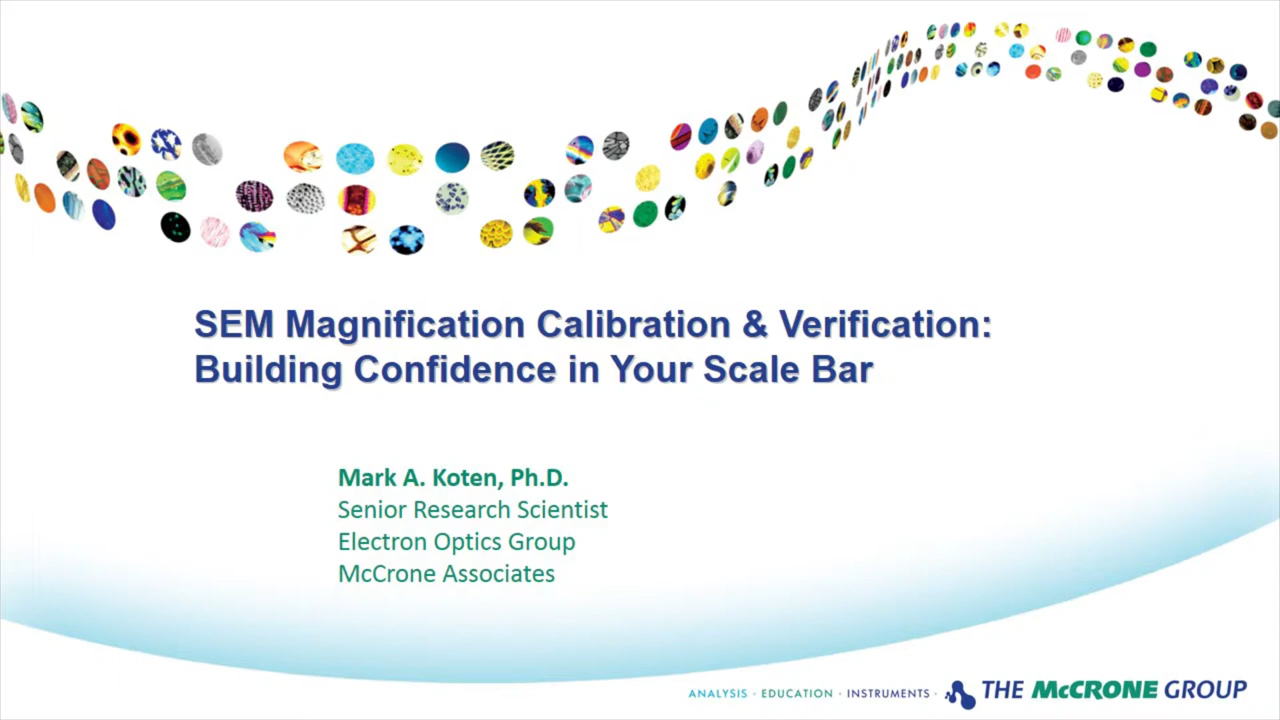 SEM Magnification Calibration & Verification:
Building Confidence in Your Scale Bar
Mark A. Koten, Ph.D.
Senior Research Scientist
Electron Optics Group
McCrone Associates
ANALYSIS · EDUCATION · INSTRUMENTS · THE McCRONE GROUP